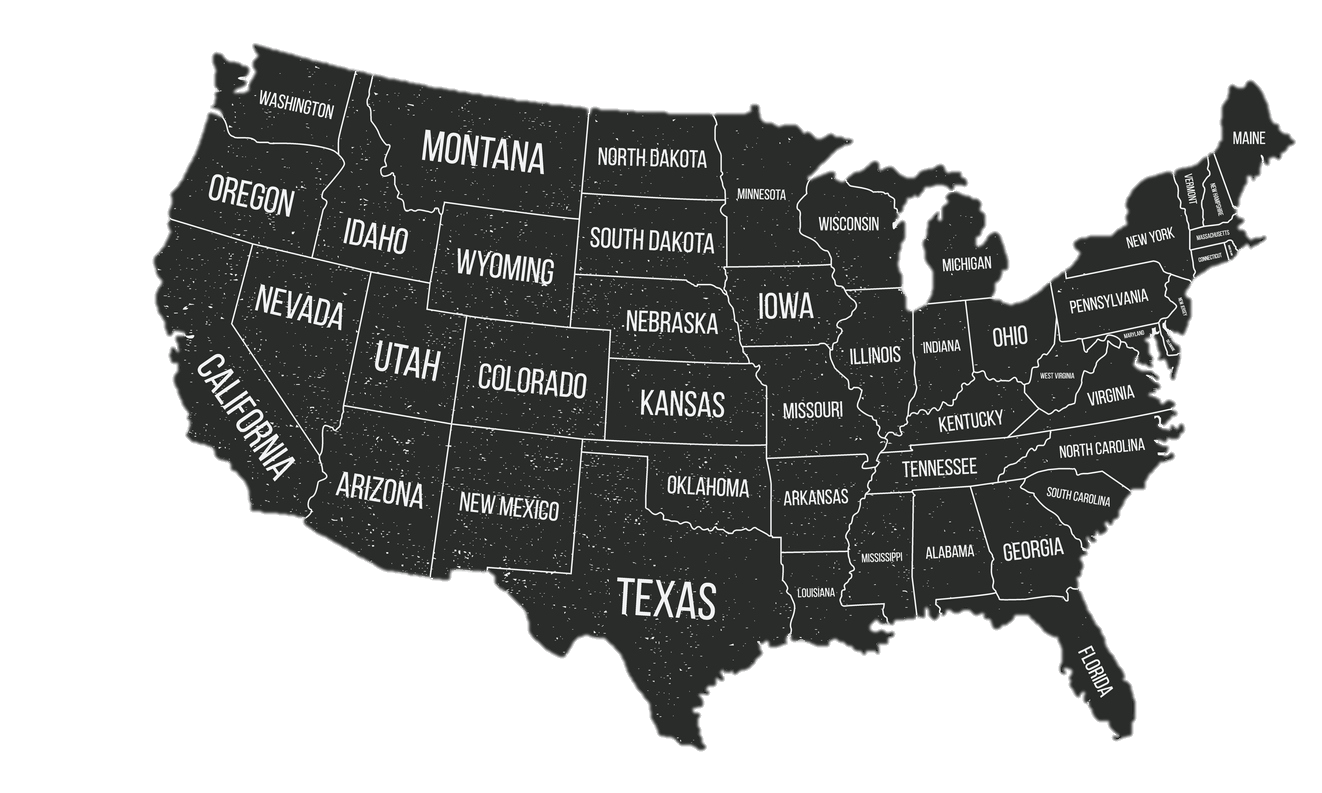 WASHINGTON
MONTANA
NORTH DAKOTA
MINNESOTA
MAINE
OREGON
IDAHO
WYOMING
SOUTH DAKOTA
WISCONSIN
MICHIGAN
NEW YORK
VERMONT
NEW HAMPSHIRE
MASSACHUSETTS
CONNECTICUT
NEVADA
UTAH
COLORADO
NEBRASKA
IOWA
ILLINOIS
INDIANA
OHIO
PENNSYLVANIA
NEW JERSEY
MARYLAND
CALIFORNIA
KANSAS
MISSOURI
KENTUCKY
WEST VIRGINIA
VIRGINIA
ARIZONA
NEW MEXICO
OKLAHOMA
ARKANSAS
TENNESSEE
NORTH CAROLINA
SOUTH CAROLINA
TEXAS
LOUISIANA
MISSISSIPPI
ALABAMA
GEORGIA
FLORIDA